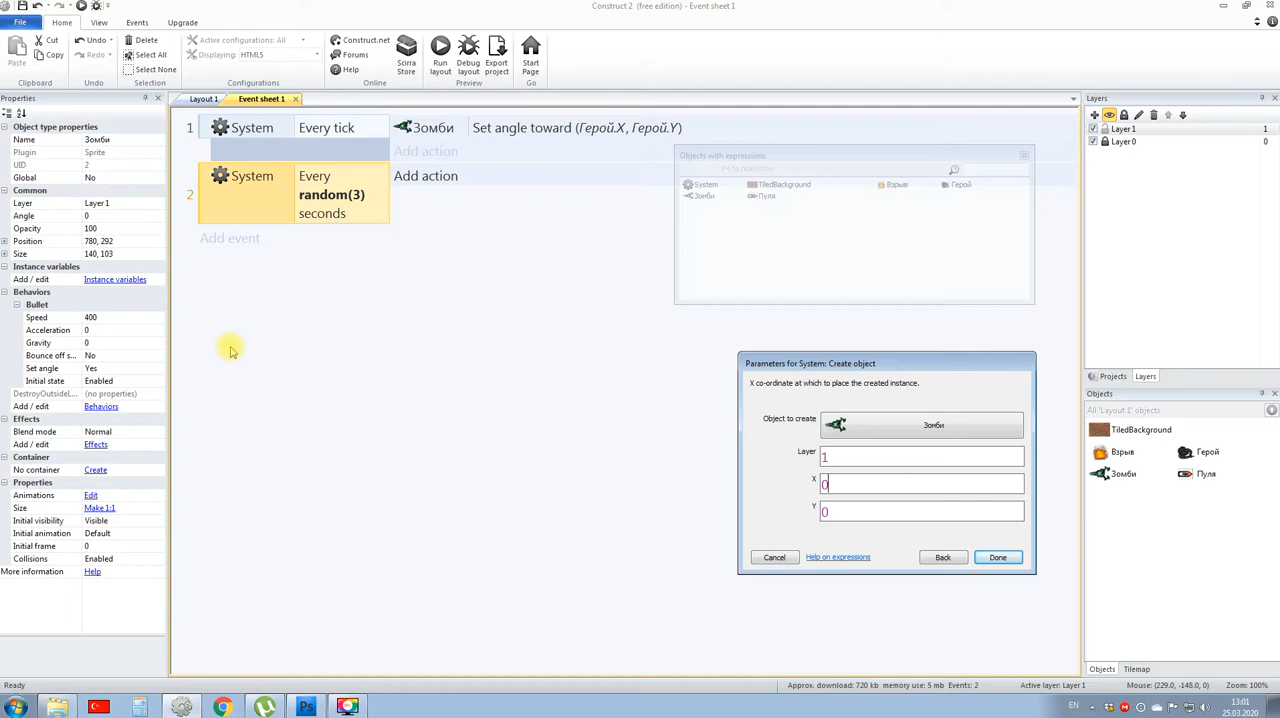 Construct 2 (free edition) - Event sheet 1
File Home View Events Upgrade
Paste Cut Copy
Undo Redo
Delete Select All Select None
Active configurations: All
Displaying: HTML5
Construct.net Forums Help
Scirra Store
Run layout Debug layout Export project
Start Page
Clipboard Undo Selection Configurations Online Preview Go
Properties
Object type properties
Name Зомби
Plugin Sprite
UID 2
Global No
Common
Layer Layer 1
Angle 0
Opacity 100
Position 780, 292
Size 140, 103
Instance variables
Add / edit Instance variables
Behaviors
Bullet
Speed 400
Acceleration 0
Gravity 0
Bounce off s... No
Set angle Yes
Initial state Enabled
DestroyOutsideL... (no properties)
Add / edit Behaviors
Effects
Blend mode Normal
Add / edit Effects
Container
No container Create
Properties
Animations Edit
Size Make 1:1
Initial visibility Visible
Initial animation Default
Initial frame 0
Collisions Enabled
More information Help
Layout 1 Event sheet 1
1 System Every tick Зомби Set angle toward (Герой.X, Герой.Y)
Add action
2 System Every random(3) seconds Add action
Add event
Objects with expressions
F4 to hide/show
System TiledBackground Взрыв Герой
Зомби Пуля
Parameters for System: Create object
X co-ordinate at which to place the created instance.
Object to create Зомби
Layer 1
X 0
Y 0
Cancel Help on expressions Back Done
Layers
Layer 1 1
Layer 0 0
Projects Layers
Objects
All 'Layout 1' objects
TiledBackground
Взрыв Герой
Зомби Пуля
Objects Tilemap
Ready Approx. download: 720 kb memory use: 5 mb Events: 2 Active layer: Layer 1 Mouse: (229.0, -148.0, 0) Zoom: 100%
Ps EN 13:01
25.03.2020